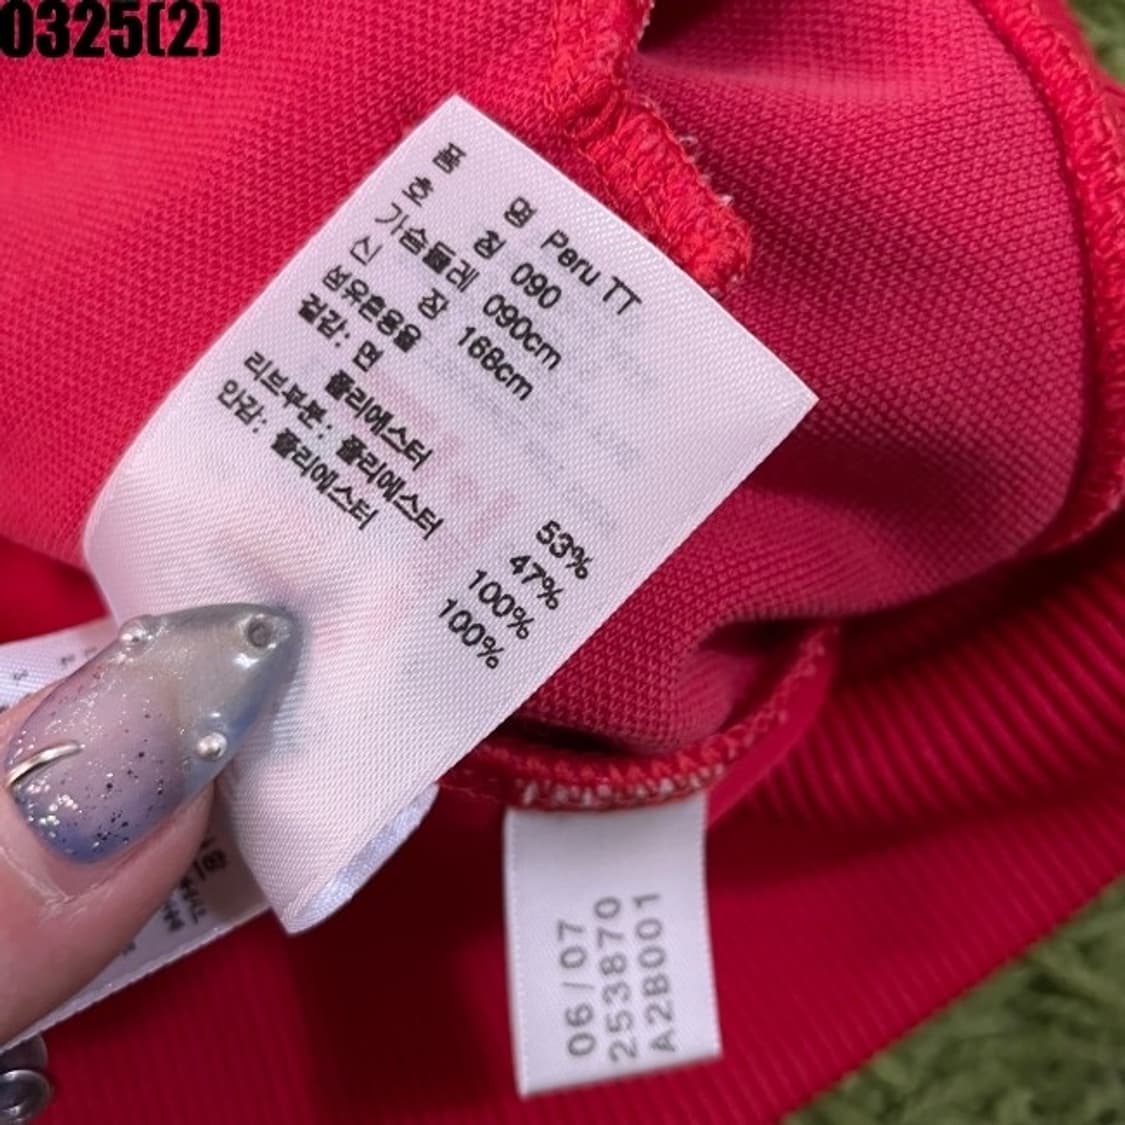 0325(2)
품 명 Peru TT
호 칭 090
가슴둘레 090cm
신 장 168cm
섬유혼용율
겉감: 면 53%
폴리에스터 47%
리브부분: 폴리에스터 100%
안감: 폴리에스터 100%
06/07
253870
A2B001